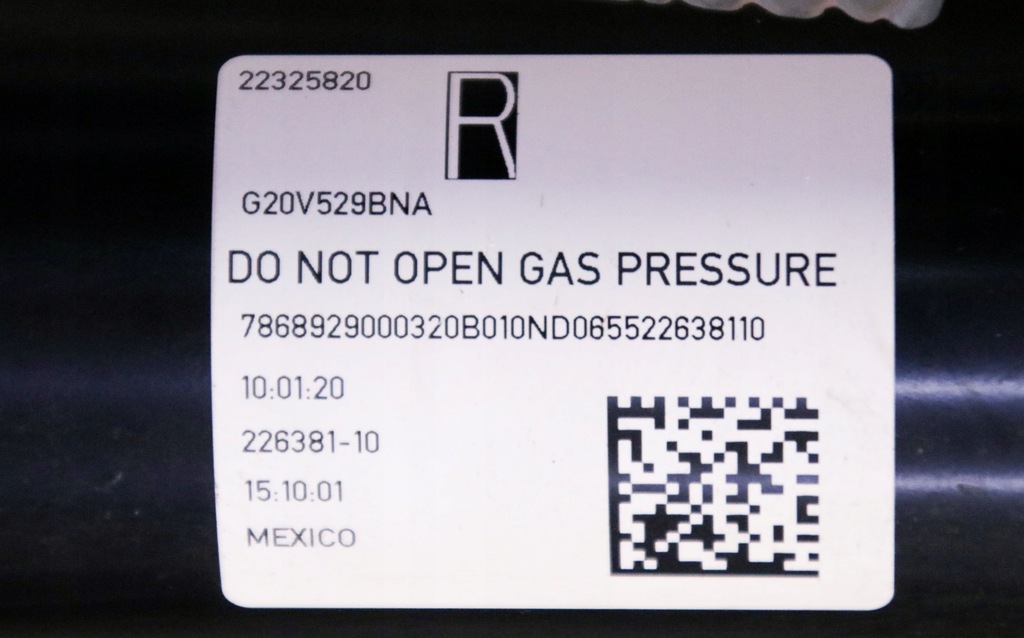 22325820
R
G20V529BNA
DO NOT OPEN GAS PRESSURE
7868929000320B010ND065522638110
10:01:20
226381-10
15:10:01
MEXICO